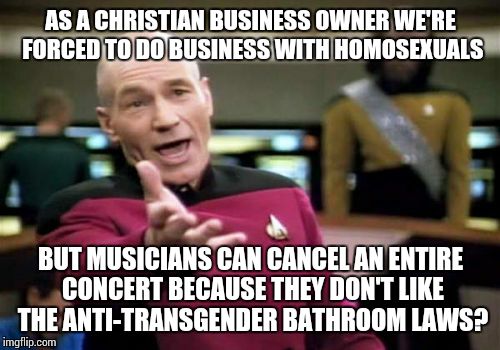 AS A CHRISTIAN BUSINESS OWNER WE'RE
FORCED TO DO BUSINESS WITH HOMOSEXUALS
BUT MUSICIANS CAN CANCEL AN ENTIRE
CONCERT BECAUSE THEY DON'T LIKE
THE ANTI-TRANSGENDER BATHROOM LAWS?
imgflip.com